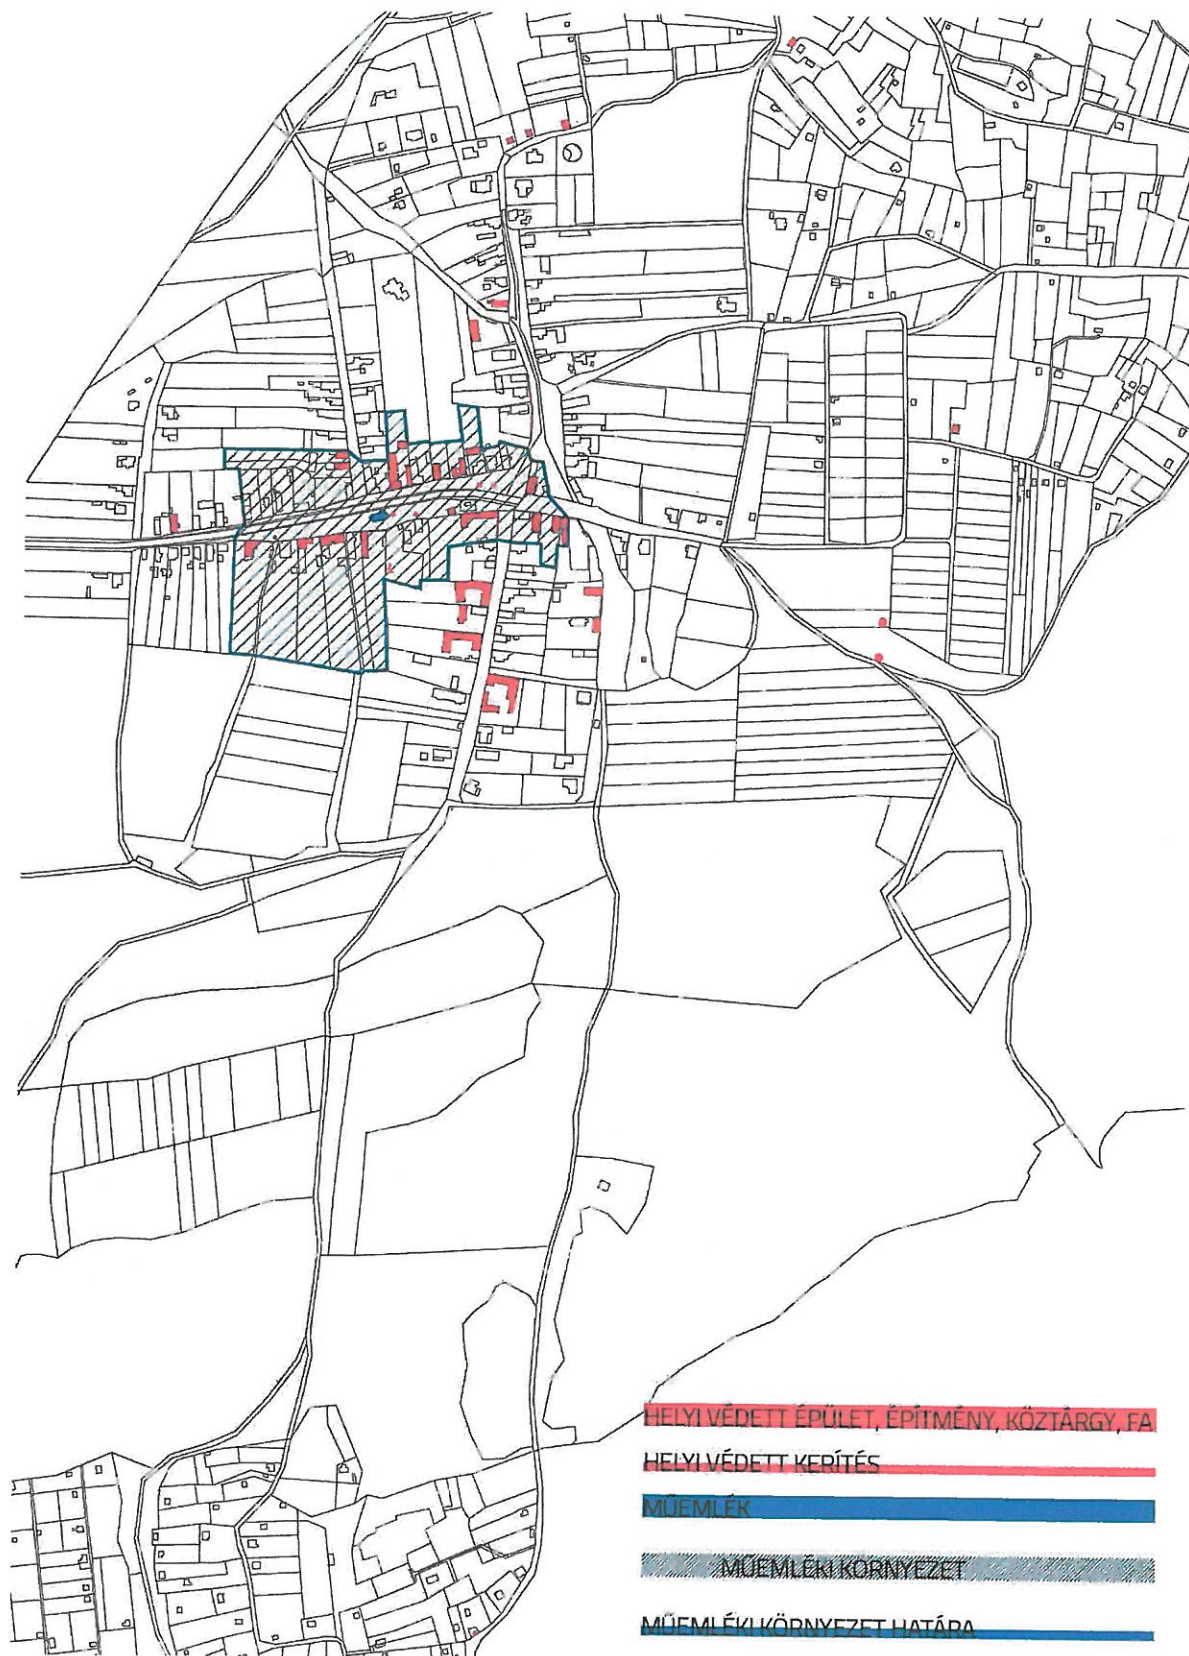 HELYI VÉDETT ÉPÜLET, ÉPÍTMÉNY, KÖZTÁRGY, FA
HELYI VÉDETT KERÍTÉS
MŰEMLÉK
MŰEMLÉKI KÖRNYEZET
MŰEMLÉKI KÖRNYEZET HATÁRA